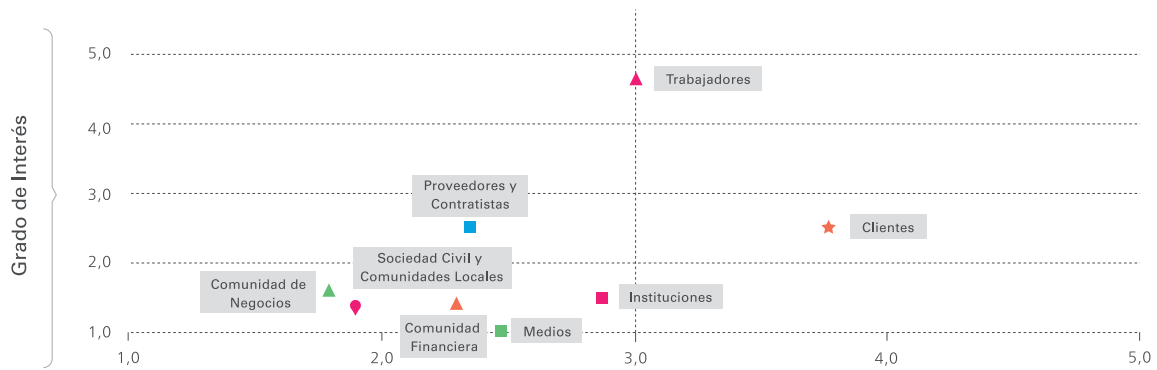 Grado de Interés
5,0
Trabajadores
4,0
3,0
Proveedores y
Contratistas
Clientes
2,0
Sociedad Civil y
Comunidades Locales
Comunidad de
Negocios
Instituciones
1,0
Comunidad
Financiera
Medios
1,0
2,0
3,0
4,0
5,0